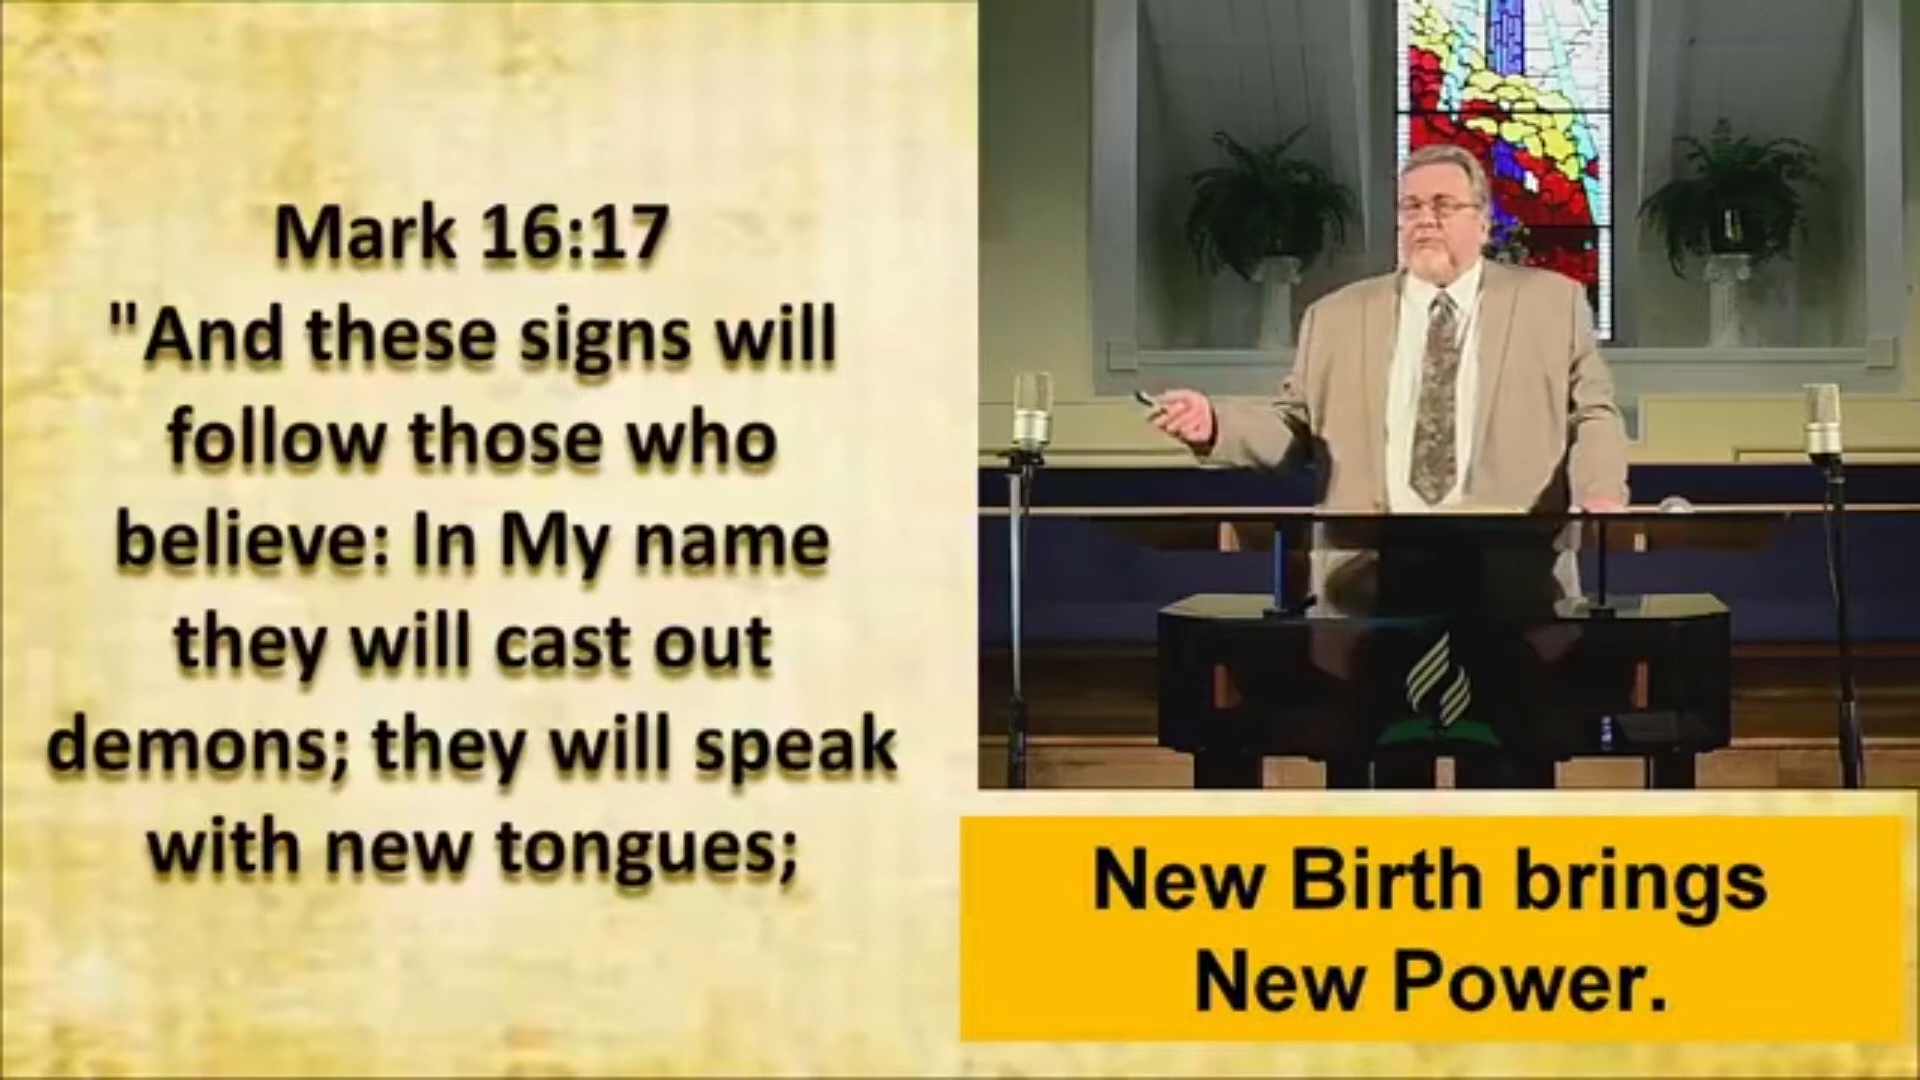 Mark 16:17
"And these signs will
follow those who
believe: In My name
they will cast out
demons; they will speak
with new tongues;
New Birth brings
New Power.